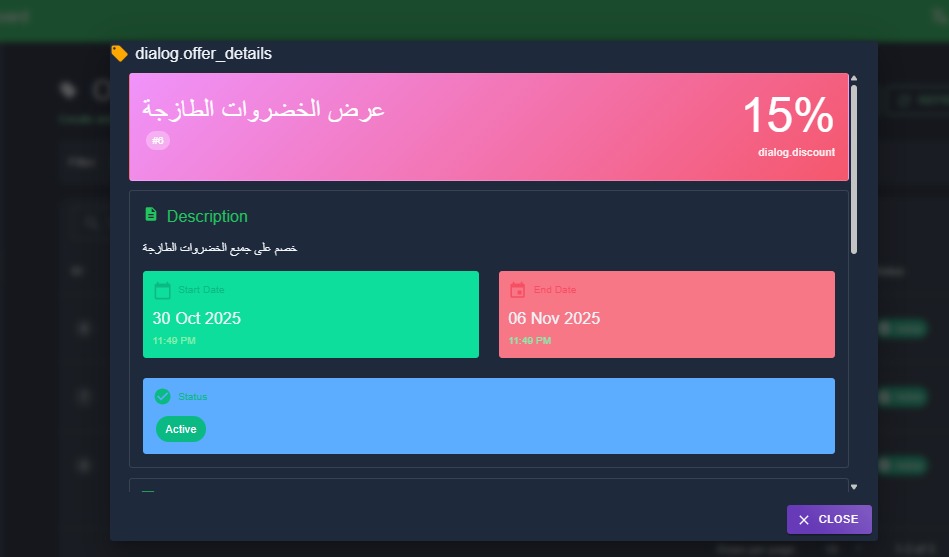 dialog.offer_details
عرض الخضروات الطازجة
#6
15%
dialog.discount
Description
خصم على جميع الخضروات الطازجة
Start Date
30 Oct 2025
11:49 PM
End Date
06 Nov 2025
11:49 PM
Status
Active
CLOSE